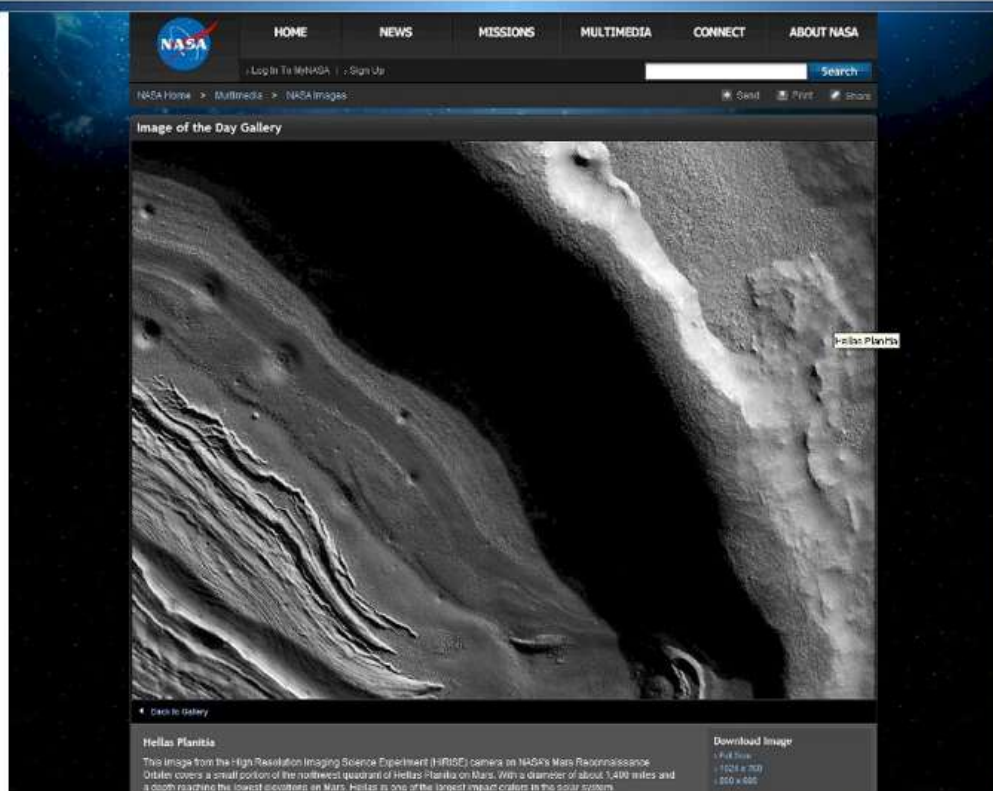 NASA
HOME NEWS MISSIONS MULTIMEDIA CONNECT ABOUT NASA
› Log In To MyNASA | › Sign Up
Search
NASA Home > Multimedia > NASA Images
Send Print Share
Image of the Day Gallery
Hellas Planitia
Back to Gallery
Hellas Planitia
This image from the High Resolution Imaging Science Experiment (HiRISE) camera on NASA's Mars Reconnaissance
Orbiter covers a small portion of the northwest quadrant of Hellas Planitia on Mars. With a diameter of about 1,400 miles and
a depth reaching the lowest elevations on Mars, Hellas is one of the largest impact craters in the solar system.
Download Image
› Full Size
› 1024 x 768
› 800 x 600